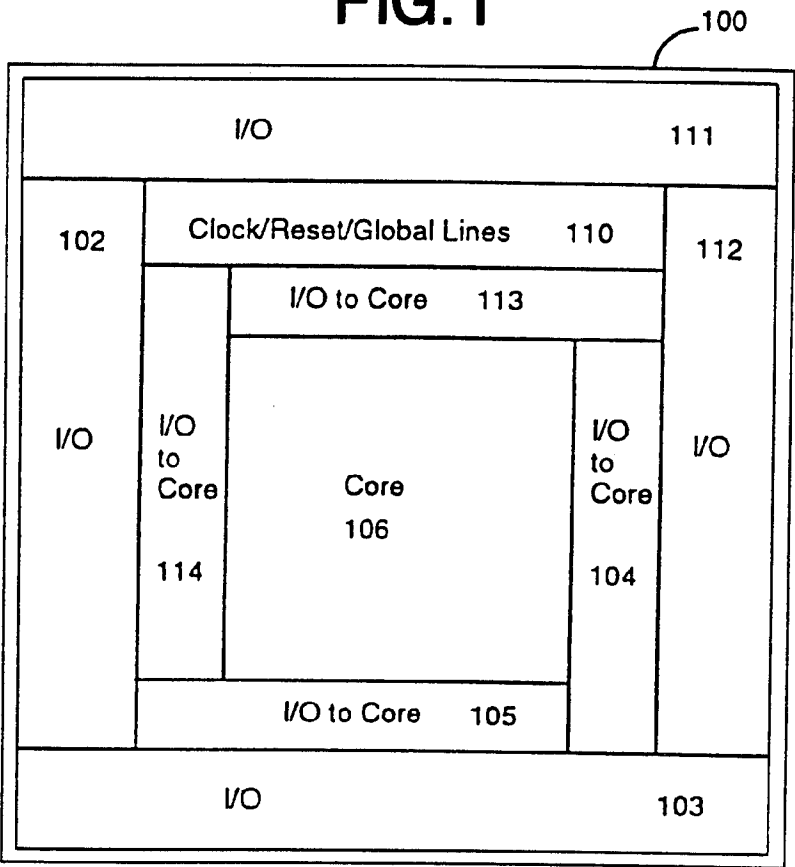 FIG. 1
100
I/O 111
102
Clock/Reset/Global Lines 110
112
I/O to Core 113
I/O
I/O
to
Core
114
Core
106
I/O
to
Core
104
I/O
I/O to Core 105
I/O 103